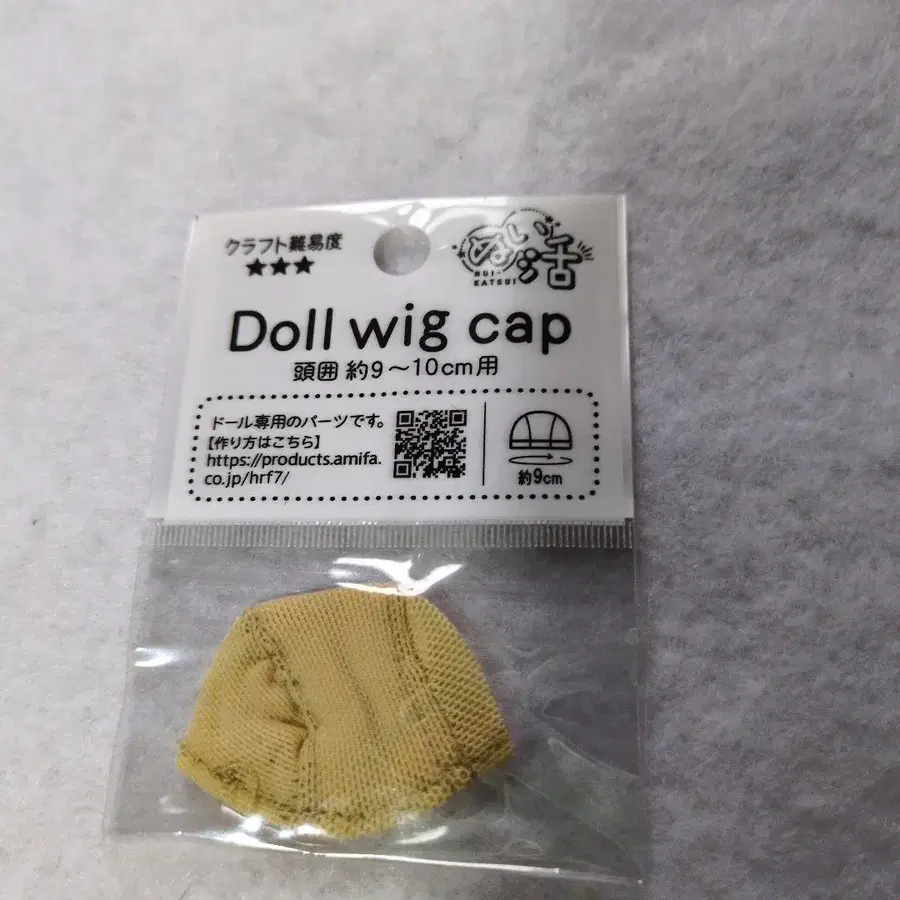 クラフト難易度
★★★
ぬい活
NUI-
KATSUI
Doll wig cap
頭囲 約9～10cm用
ドール専用のパーツです。
【作り方はこちら】
https://products.amifa.
co.jp/hrf7/
約9cm